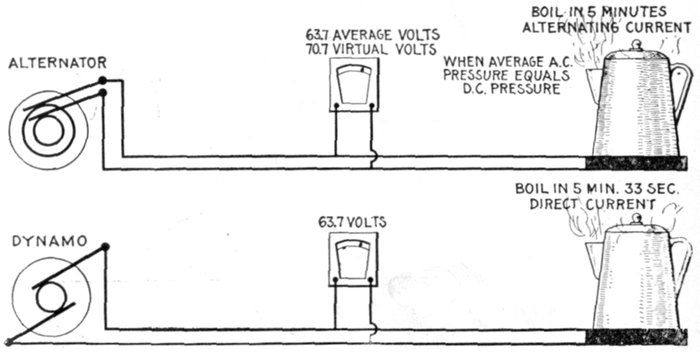 BOIL IN 5 MINUTES
ALTERNATING CURRENT
63.7 AVERAGE VOLTS
70.7 VIRTUAL VOLTS
ALTERNATOR
WHEN AVERAGE A.C.
PRESSURE EQUALS
D.C. PRESSURE
BOIL IN 5 MIN. 33 SEC.
DIRECT CURRENT
63.7 VOLTS
DYNAMO